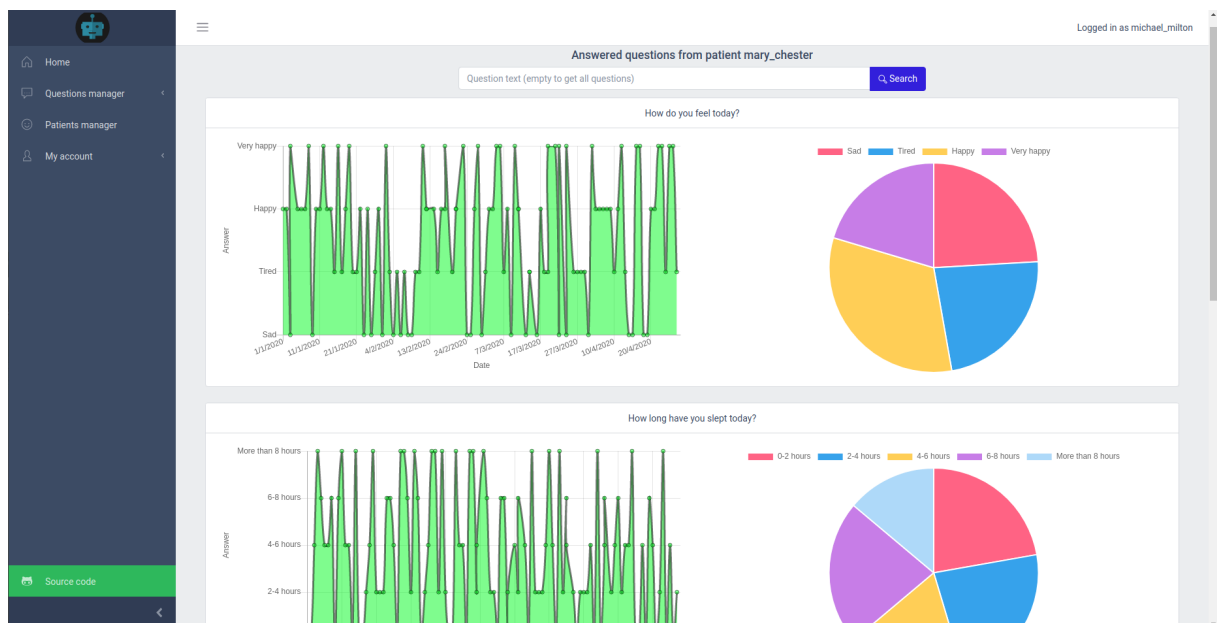 Logged in as michael_milton
Home
Questions manager
Patients manager
My account
Source code
Answered questions from patient mary_chester
Question text (empty to get all questions)
Search
How do you feel today?
Very happy
Happy
Tired
Sad
Answer
1/1/2020 11/1/2020 21/1/2020 4/2/2020 13/2/2020 24/2/2020 7/3/2020 17/3/2020 27/3/2020 10/4/2020 20/4/2020
Date
Sad Tired Happy Very happy
How long have you slept today?
More than 8 hours
6-8 hours
4-6 hours
2-4 hours
Answer
0-2 hours 2-4 hours 4-6 hours 6-8 hours More than 8 hours